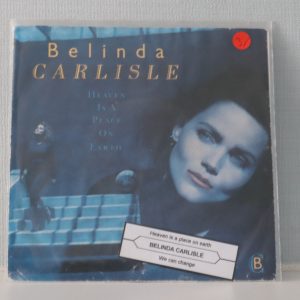 Belinda
CARLISLE
HEAVEN
IS A
PLACE
ON
EARTH
Heaven is a place on earth
BELINDA CARLISLE
We can change
B